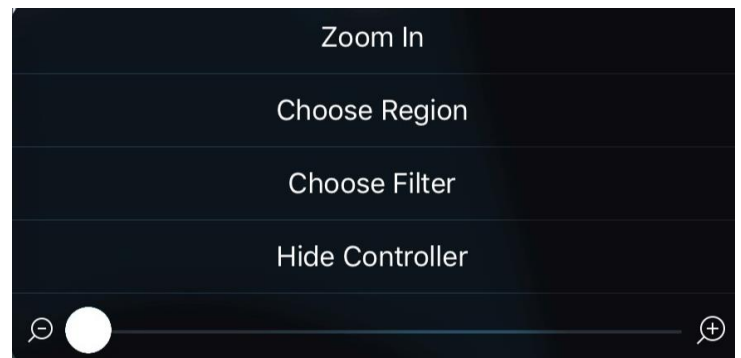 Zoom In
Choose Region
Choose Filter
Hide Controller